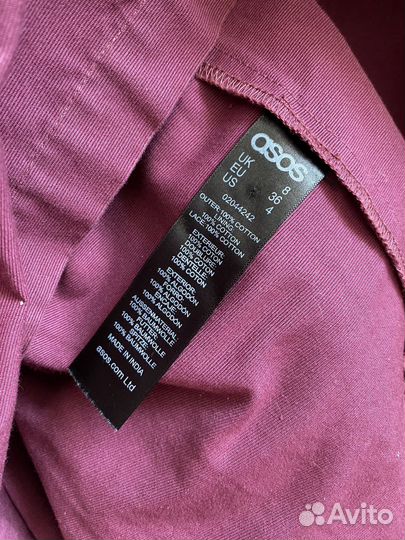 asos
UK 8
EU 36
US 4
02044242
OUTER:100% COTTON
LINING:
100% COTTON
LACE:100% COTTON
EXTERIEUR:
100% COTON
DOUBLURE:
100% COTON
DENTELLE:
100% COTON
EXTERIOR:
100% ALGODÓN
FORRO:
100% ALGODÓN
ENCAJE:
100% ALGODÓN
AUSSENMATERIAL
100% BAUMWOLLE
FUTTER:
100% BAUMWOLLE
SPITZE:
100% BAUMWOLLE
MADE IN INDIA
asos.com Ltd
Avito